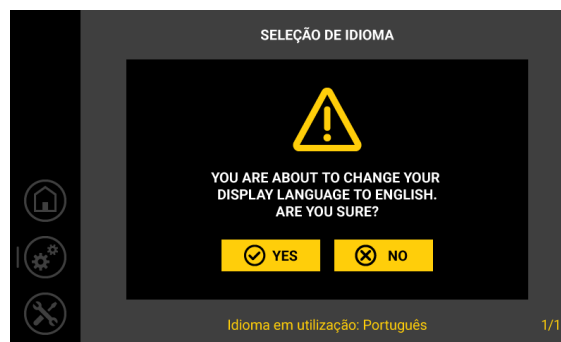 SELEÇÃO DE IDIOMA
YOU ARE ABOUT TO CHANGE YOUR
DISPLAY LANGUAGE TO ENGLISH.
ARE YOU SURE?
YES NO
Idioma em utilização: Português 1/1